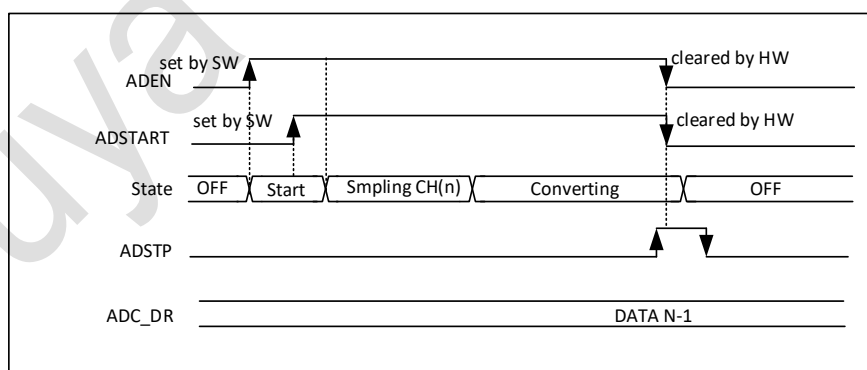 set by SW
cleared by HW
ADEN
set by SW
cleared by HW
ADSTART
State OFF Start Smpling CH(n) Converting OFF
ADSTP
ADC_DR DATA N-1
uya